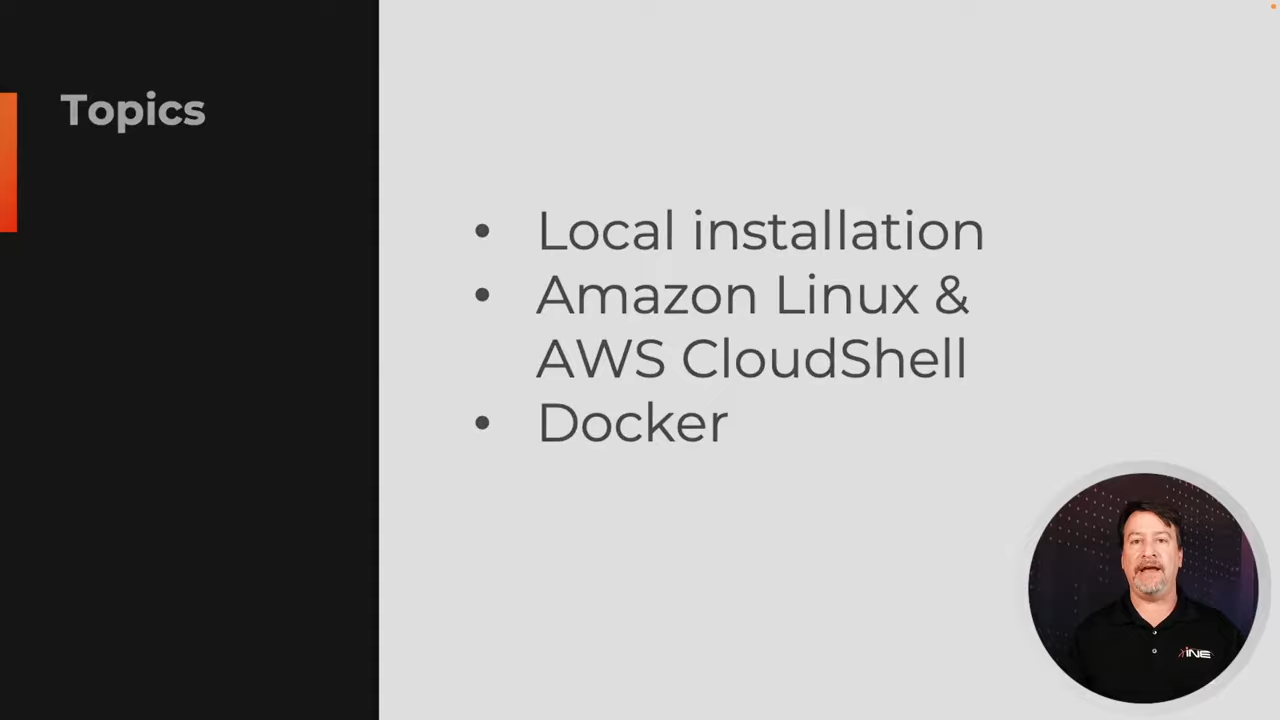 Topics
• Local installation
• Amazon Linux &
AWS CloudShell
• Docker
INE